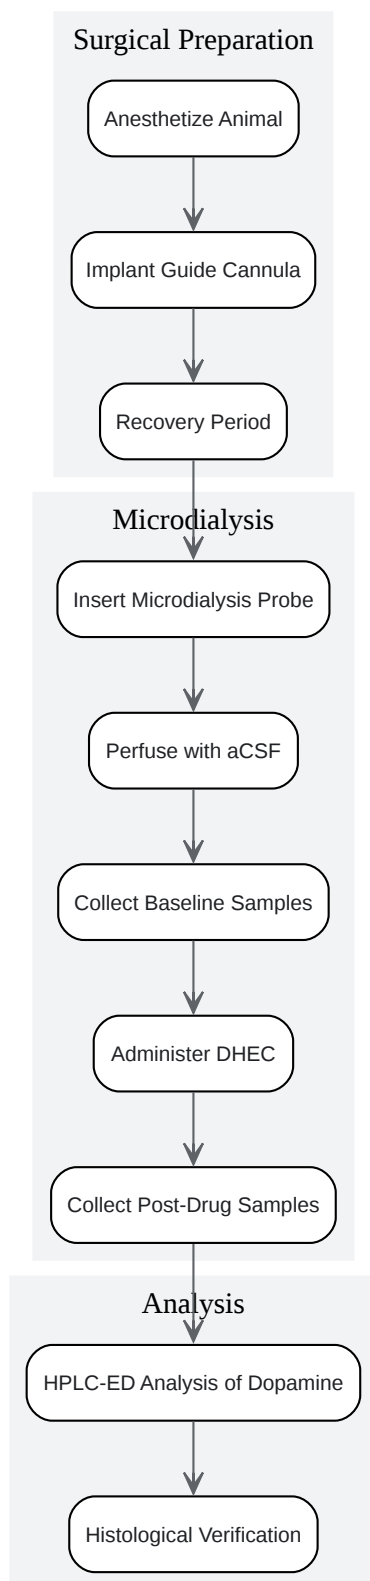 Surgical Preparation
Anesthetize Animal
Implant Guide Cannula
Recovery Period
Microdialysis
Insert Microdialysis Probe
Perfuse with aCSF
Collect Baseline Samples
Administer DHEC
Collect Post-Drug Samples
Analysis
HPLC-ED Analysis of Dopamine
Histological Verification